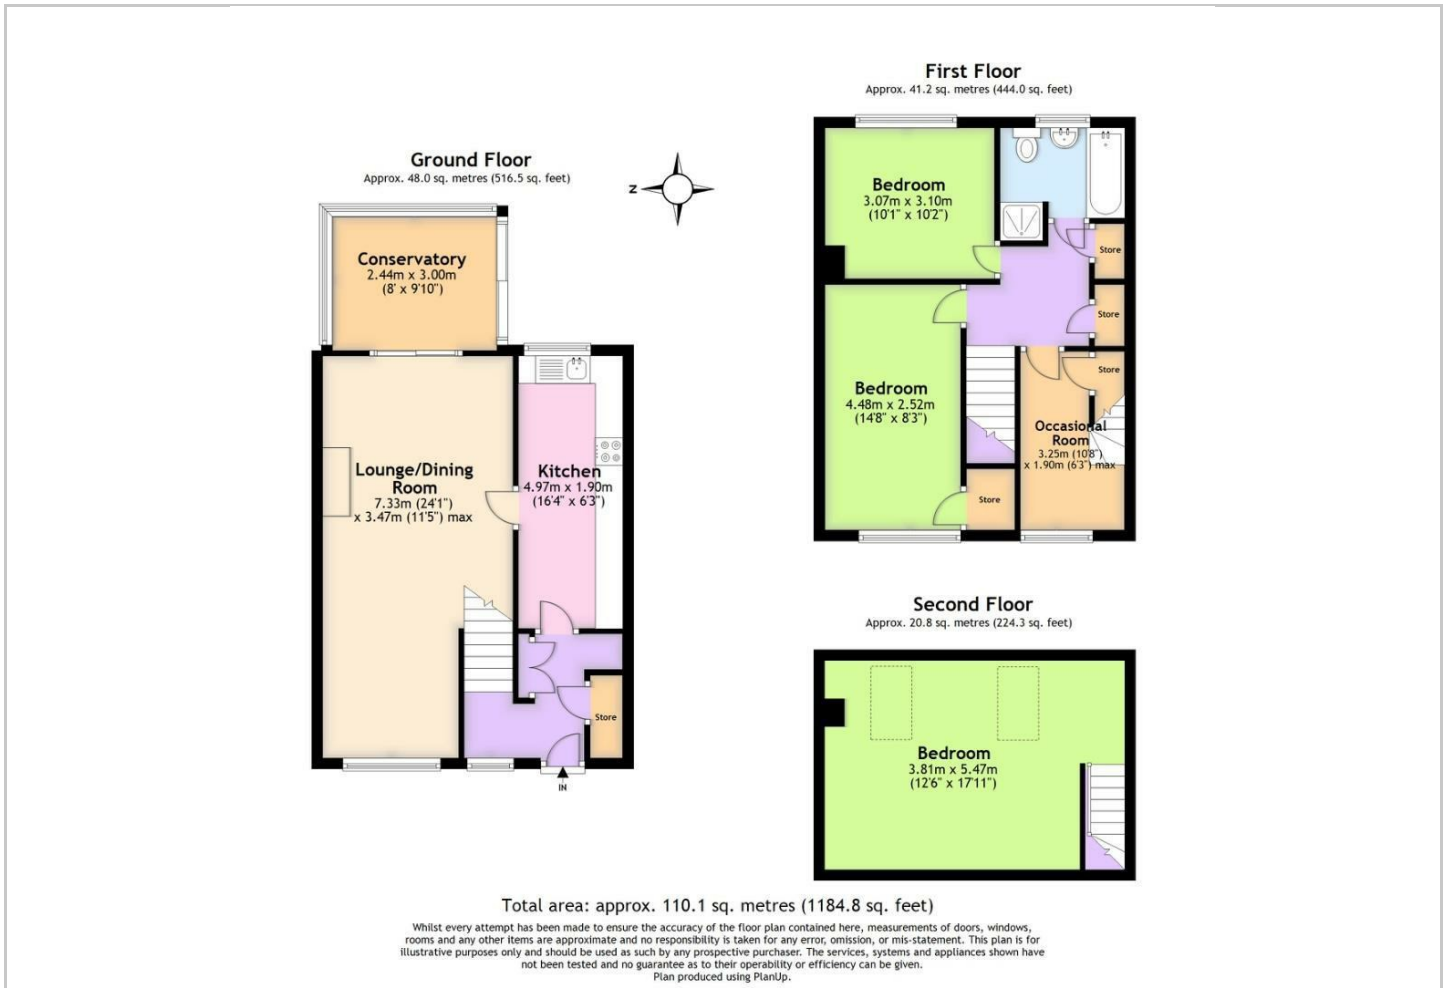 Ground Floor
Approx. 48.0 sq. metres (516.5 sq. feet)
Z
Conservatory
2.44m x 3.00m
(8' x 9'10")
Lounge/Dining
Room
7.33m (24'1")
x 3.47m (11'5") max
Kitchen
4.97m x 1.90m
(16'4" x 6'3")
Store
IN
First Floor
Approx. 41.2 sq. metres (444.0 sq. feet)
Bedroom
3.07m x 3.10m
(10'1" x 10'2")
Store
Store
Store
Bedroom
4.48m x 2.52m
(14'8" x 8'3")
Occasional
Room
3.25m (10'8")
x 1.90m (6'3") max
Store
Second Floor
Approx. 20.8 sq. metres (224.3 sq. feet)
Bedroom
3.81m x 5.47m
(12'6" x 17'11")
Total area: approx. 110.1 sq. metres (1184.8 sq. feet)
Whilst every attempt has been made to ensure the accuracy of the floor plan contained here, measurements of doors, windows,
rooms and any other items are approximate and no responsibility is taken for any error, omission, or mis-statement. This plan is for
illustrative purposes only and should be used as such by any prospective purchaser. The services, systems and appliances shown have
not been tested and no guarantee as to their operability or efficiency can be given.
Plan produced using PlanUp.